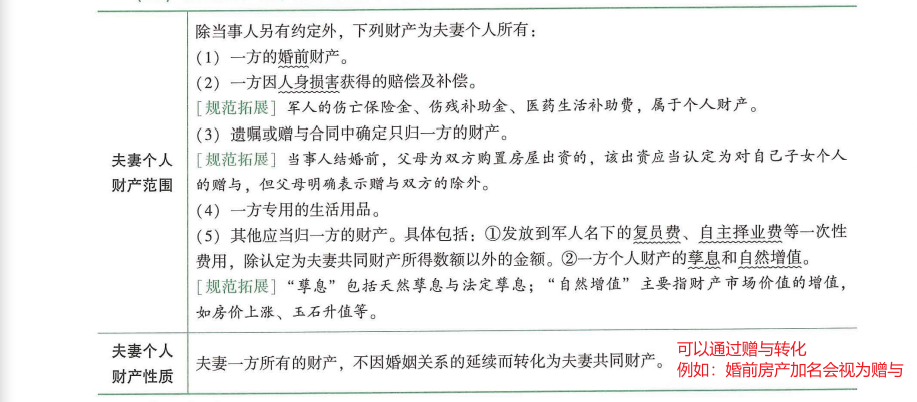 除当事人另有约定外，下列财产为夫妻个人所有：
（1）一方的婚前财产。
（2）一方因人身损害获得的赔偿及补偿。
［规范拓展］军人的伤亡保险金、伤残补助金、医药生活补助费，属于个人财产。
（3）遗嘱或赠与合同中确定只归一方的财产。
夫妻个人
财产范围
［规范拓展］当事人结婚前，父母为双方购置房屋出资的，该出资应当认定为对自己子女个人
的赠与，但父母明确表示赠与双方的除外。
（4）一方专用的生活用品。
（5）其他应当归一方的财产。具体包括：①发放到军人名下的复员费、自主择业费等一次性
费用，除认定为夫妻共同财产所得数额以外的金额。②一方个人财产的孳息和自然增值。
［规范拓展］“孳息”包括天然孳息与法定孳息；“自然增值”主要指财产市场价值的增值，
如房价上涨、玉石升值等。
夫妻个人
财产性质
夫妻一方所有的财产，不因婚姻关系的延续而转化为夫妻共同财产。
可以通过赠与转化
例如：婚前房产加名会视为赠与